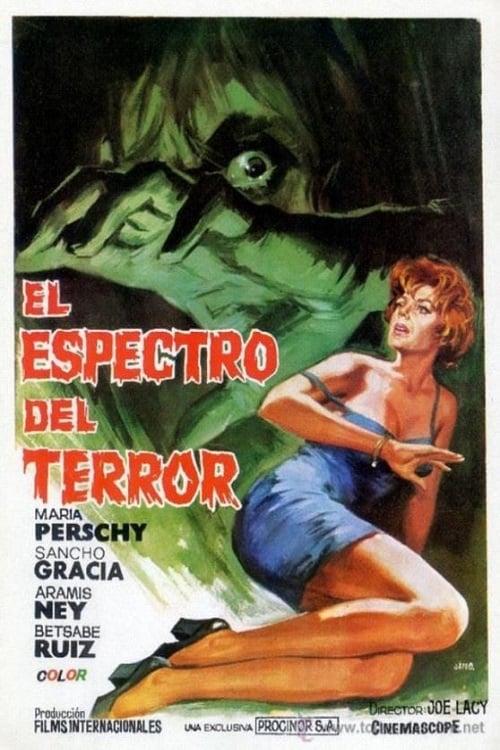 EL
ESPECTRO
DEL
TERROR
MARIA
PERSCHY
SANCHO
GRACIA
ARAMIS
NEY
BETSABE
RUIZ
COLOR
Producción
FILMS INTERNACIONALES
UNA EXCLUSIVA PROCINOR S.A.
DIRECTOR: JOE LACY
CINEMASCOPE
JANO.